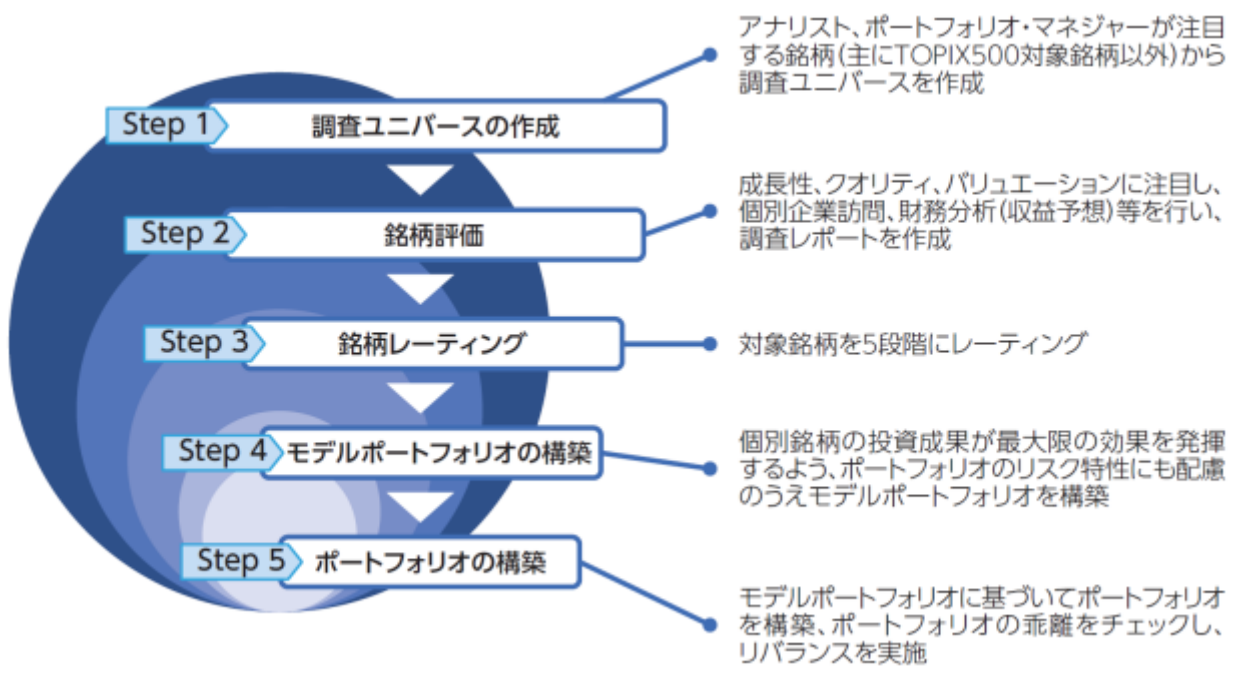 Step 1
調査ユニバースの作成
アナリスト、ポートフォリオ・マネジャーが注目
する銘柄(主にTOPIX500対象銘柄以外)から
調査ユニバースを作成
Step 2
銘柄評価
成長性、クオリティ、バリュエーションに注目し、
個別企業訪問、財務分析(収益予想)等を行い、
調査レポートを作成
Step 3
銘柄レーティング
対象銘柄を5段階にレーティング
Step 4
モデルポートフォリオの構築
個別銘柄の投資成果が最大限の効果を発揮
するよう、ポートフォリオのリスク特性にも配慮
のうえモデルポートフォリオを構築
Step 5
ポートフォリオの構築
モデルポートフォリオに基づいてポートフォリオ
を構築、ポートフォリオの乖離をチェックし、
リバランスを実施